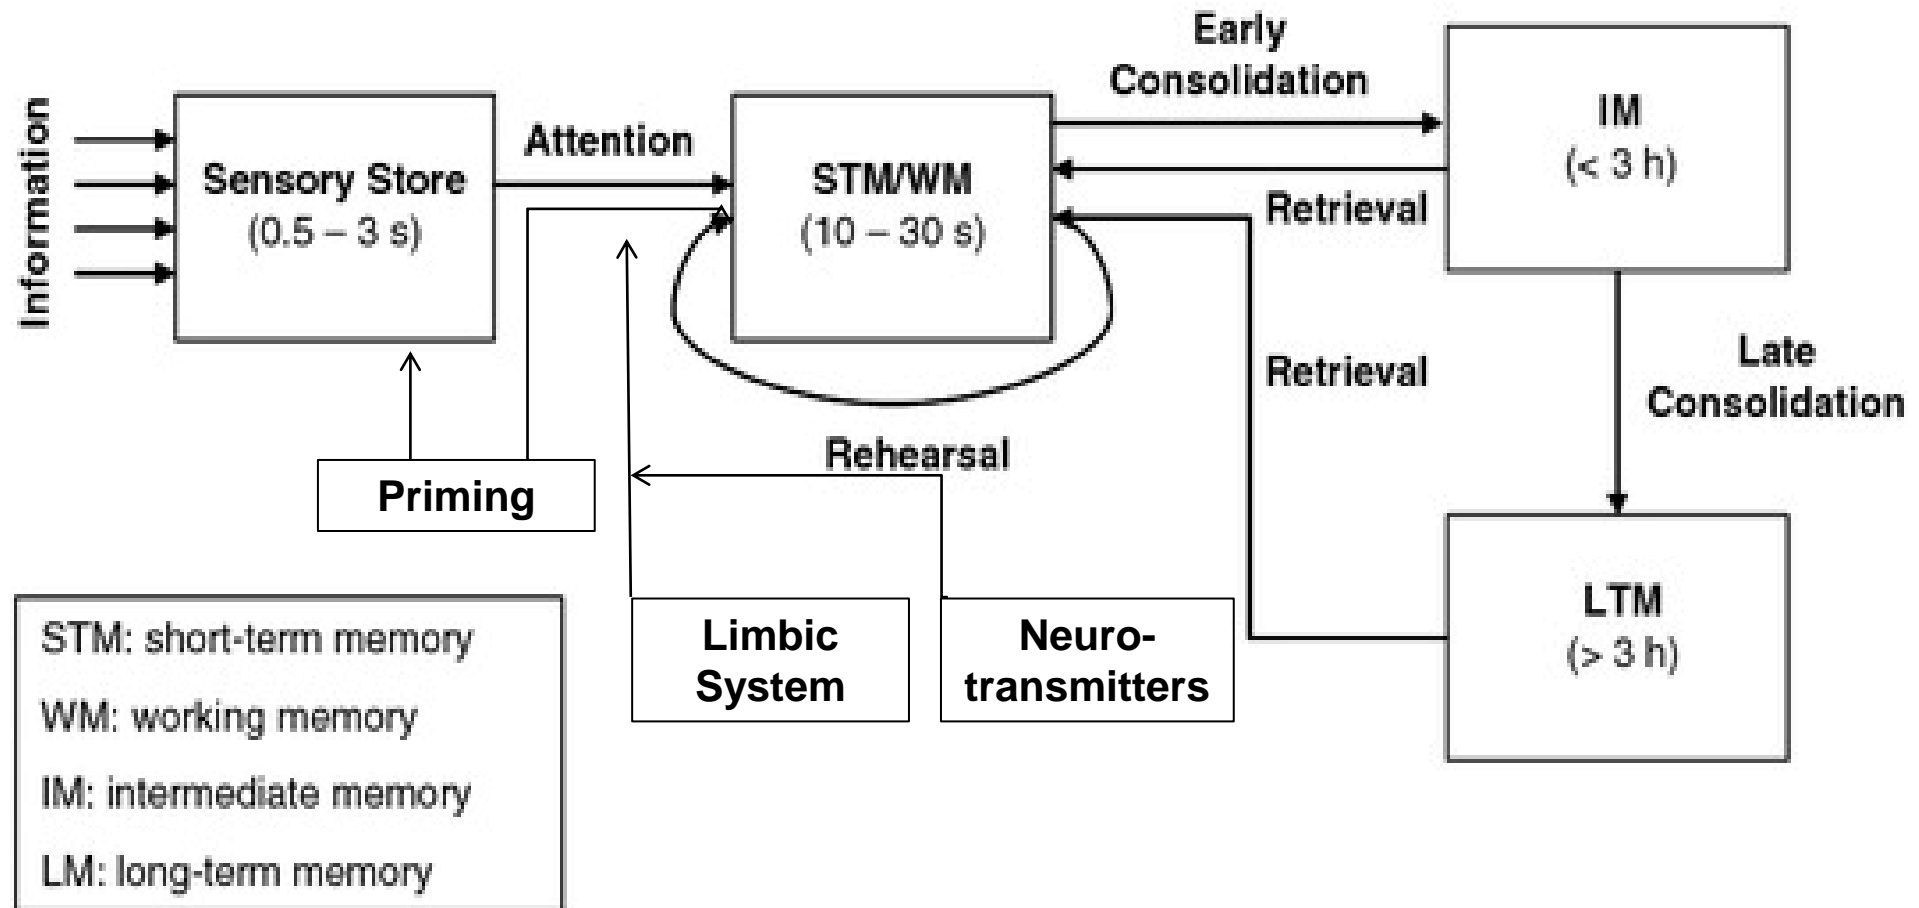 Information
Sensory Store
(0.5 – 3 s)
Attention
STM/WM
(10 – 30 s)
Early
Consolidation
IM
(< 3 h)
Retrieval
Retrieval
Late
Consolidation
Rehearsal
Priming
Limbic
System
Neuro-
transmitters
LTM
(> 3 h)
STM: short-term memory
WM: working memory
IM: intermediate memory
LM: long-term memory